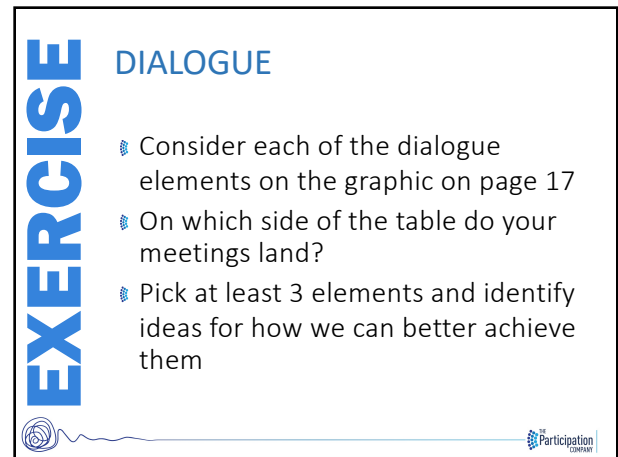 EXERCISE
DIALOGUE
Consider each of the dialogue
elements on the graphic on page 17
On which side of the table do your
meetings land?
Pick at least 3 elements and identify
ideas for how we can better achieve
them
THE
Participation
COMPANY